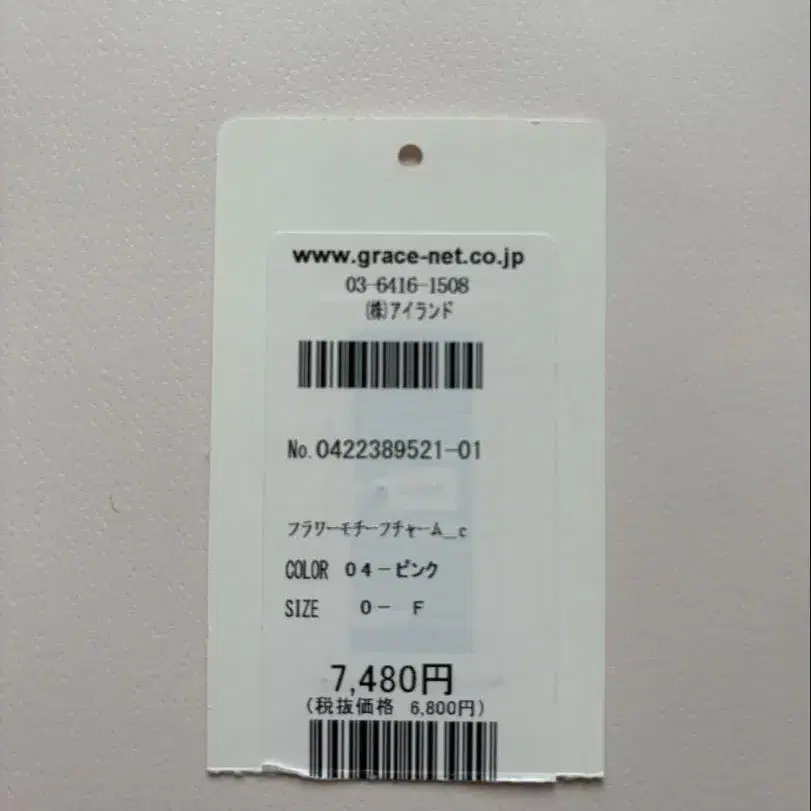 www.grace-net.co.jp
03-6416-1508
㈱アイランド
No.0422389521-01
フラワーモチーフチャーム_c
COLOR 04-ピンク
SIZE 0- F
7,480円
(税抜価格 6,800円)